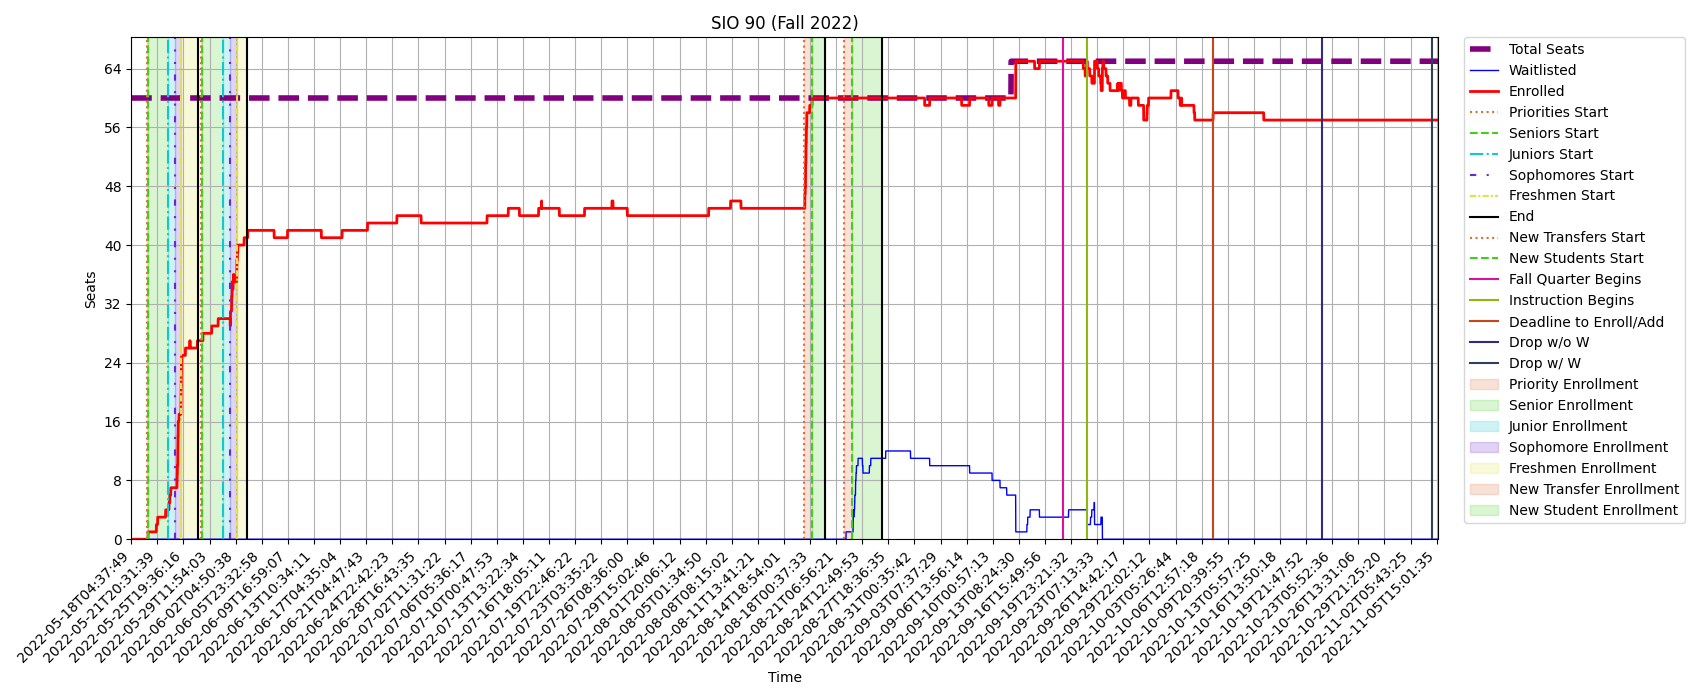 SIO 90 (Fall 2022)
Seats
64
56
48
40
32
24
16
8
0
2022-05-18T04:37:49
2022-05-21T20:31:39
2022-05-25T19:36:16
2022-05-29T11:54:03
2022-06-02T04:50:38
2022-06-05T23:32:58
2022-06-09T16:59:07
2022-06-13T10:34:11
2022-06-17T04:35:04
2022-06-21T04:47:43
2022-06-24T22:42:23
2022-06-28T16:43:35
2022-07-02T11:31:22
2022-07-06T05:36:17
2022-07-10T00:47:53
2022-07-13T13:22:34
2022-07-16T18:05:11
2022-07-19T22:46:22
2022-07-23T03:35:22
2022-07-26T08:36:00
2022-07-29T15:02:46
2022-08-01T20:06:12
2022-08-05T01:34:50
2022-08-08T08:15:02
2022-08-11T13:41:21
2022-08-14T18:54:01
2022-08-18T00:37:33
2022-08-21T06:56:21
2022-08-24T12:49:53
2022-08-27T18:36:35
2022-08-31T00:35:42
2022-09-03T07:37:29
2022-09-06T13:56:14
2022-09-10T00:57:13
2022-09-13T08:24:30
2022-09-16T15:49:56
2022-09-19T23:21:32
2022-09-23T07:13:33
2022-09-26T14:42:17
2022-09-29T22:02:12
2022-10-03T05:26:44
2022-10-06T12:57:18
2022-10-09T20:39:55
2022-10-13T05:57:25
2022-10-16T13:50:18
2022-10-19T21:47:52
2022-10-23T05:52:36
2022-10-26T13:31:06
2022-10-29T21:25:20
2022-11-02T05:43:25
2022-11-05T15:01:35
Time
Total Seats
Waitlisted
Enrolled
Priorities Start
Seniors Start
Juniors Start
Sophomores Start
Freshmen Start
End
New Transfers Start
New Students Start
Fall Quarter Begins
Instruction Begins
Deadline to Enroll/Add
Drop w/o W
Drop w/ W
Priority Enrollment
Senior Enrollment
Junior Enrollment
Sophomore Enrollment
Freshmen Enrollment
New Transfer Enrollment
New Student Enrollment